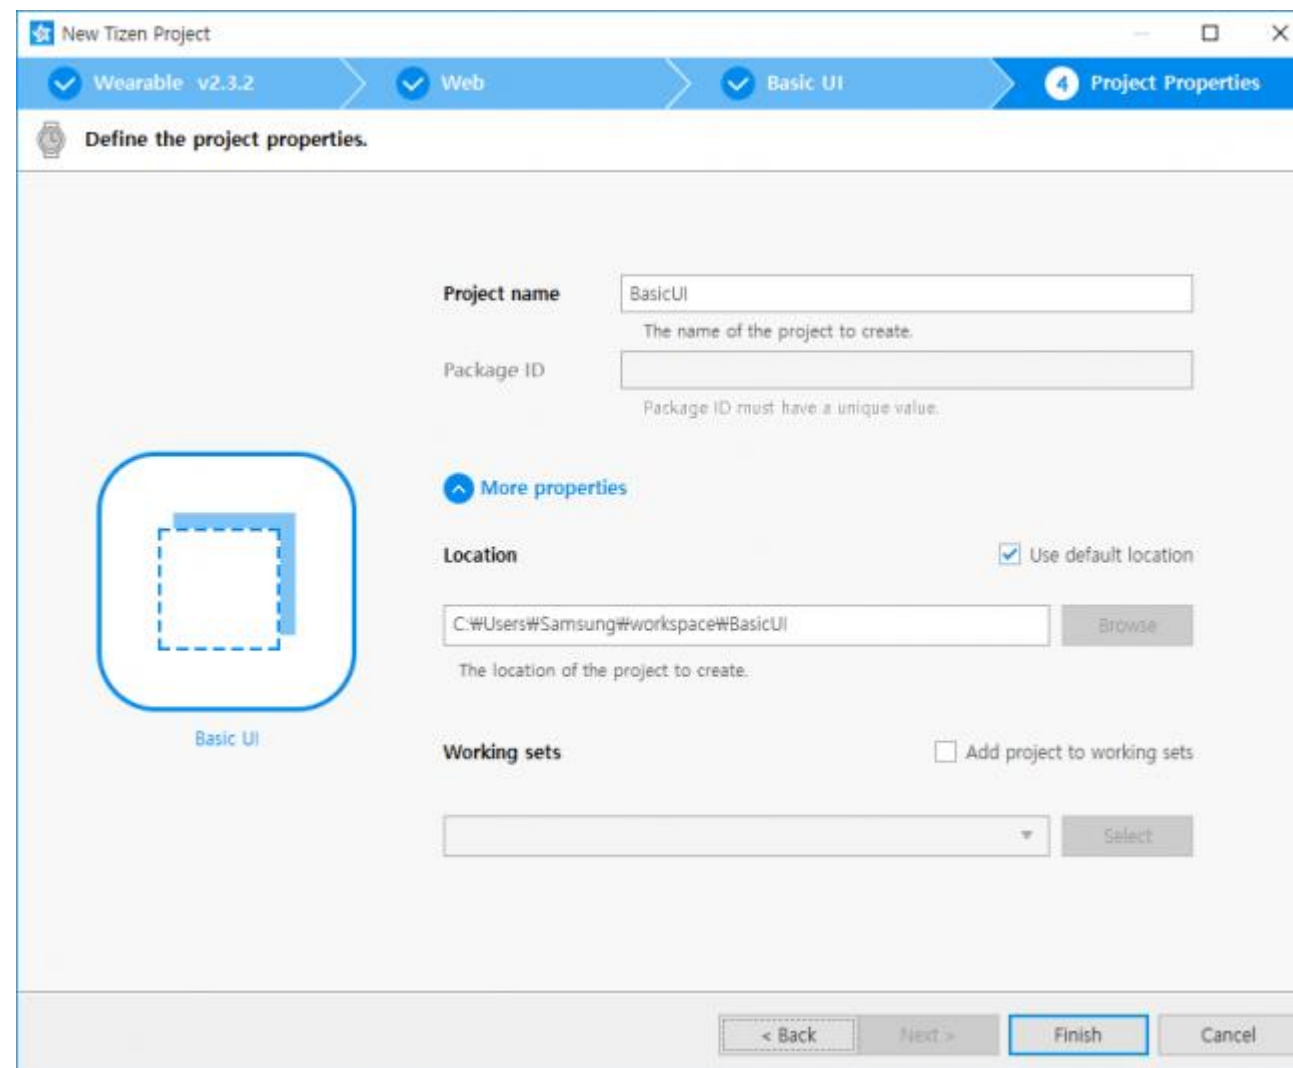 New Tizen Project
Wearable v2.3.2
Web
Basic UI
4 Project Properties
Define the project properties.
Project name
BasicUI
The name of the project to create.
Package ID
Package ID must have a unique value.
More properties
Location
Use default location
C:₩Users₩Samsung₩workspace₩BasicUI
Browse
The location of the project to create.
Basic UI
Working sets
Add project to working sets
Select
< Back
Next >
Finish
Cancel